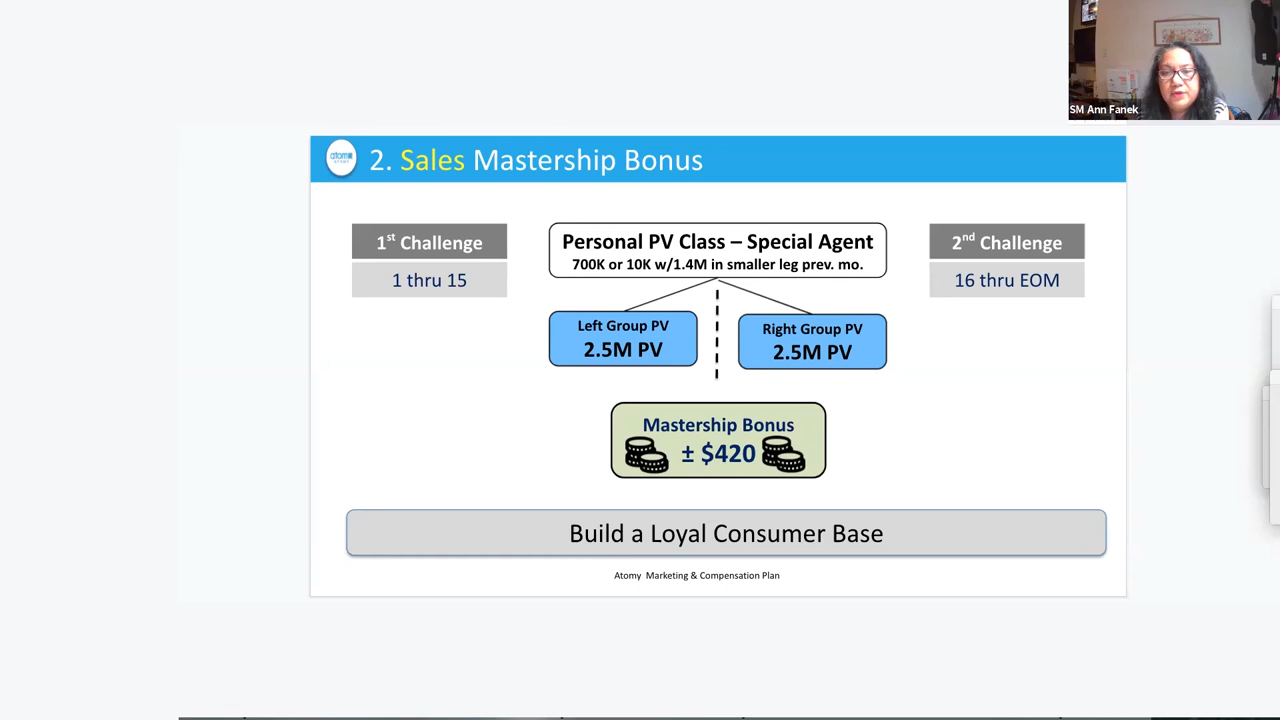 SM Ann Fanek
atom
2. Sales Mastership Bonus
1st Challenge
1 thru 15
Personal PV Class – Special Agent
700K or 10K w/1.4M in smaller leg prev. mo.
2nd Challenge
16 thru EOM
Left Group PV
2.5M PV
Right Group PV
2.5M PV
Mastership Bonus
± $420
Build a Loyal Consumer Base
Atomy Marketing & Compensation Plan